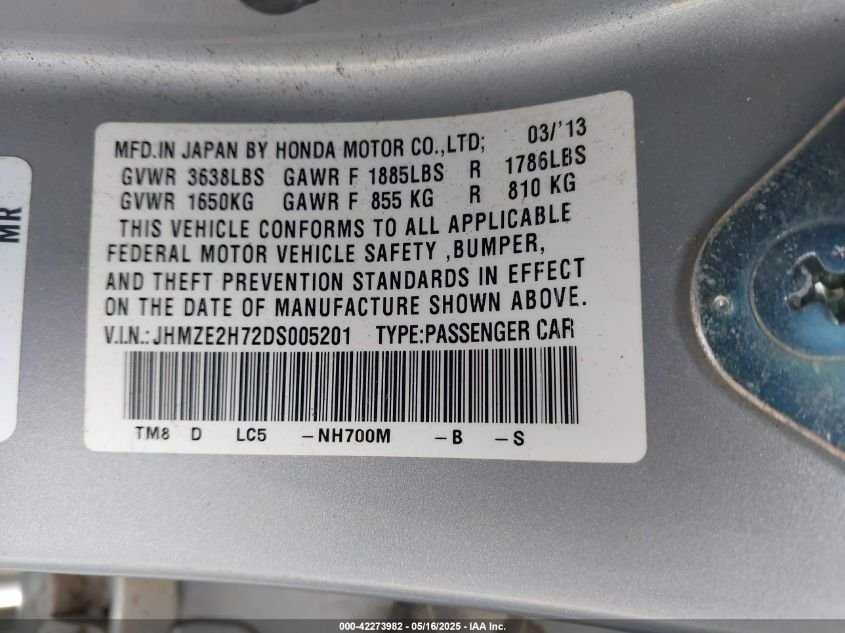 MR
MFD.IN JAPAN BY HONDA MOTOR CO.,LTD; 03/'13
GVWR 3638LBS GAWR F 1885LBS R 1786LBS
GVWR 1650KG GAWR F 855 KG R 810 KG
THIS VEHICLE CONFORMS TO ALL APPLICABLE
FEDERAL MOTOR VEHICLE SAFETY ,BUMPER,
AND THEFT PREVENTION STANDARDS IN EFFECT
ON THE DATE OF MANUFACTURE SHOWN ABOVE.
V.I.N.:JHMZE2H72DS005201 TYPE:PASSENGER CAR
TM8 D LC5 -NH700M -B -S
000-42273982 - 05/16/2025 - IAA Inc.